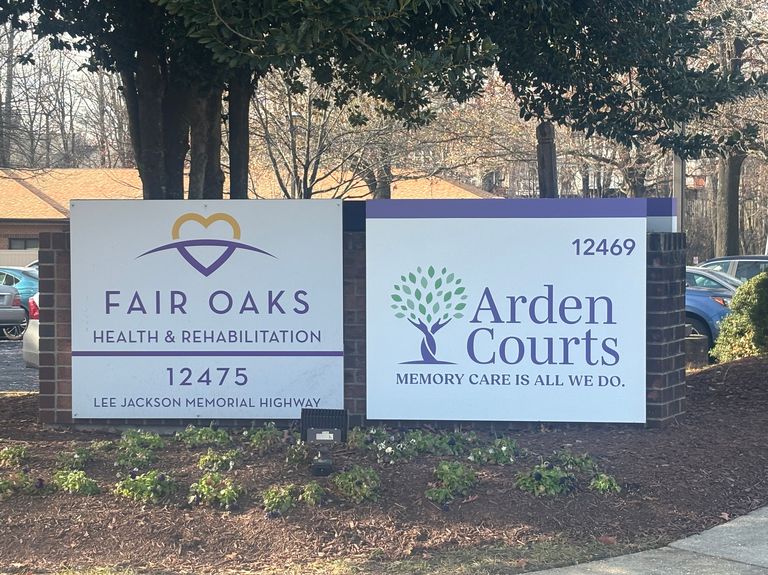 FAIR OAKS
HEALTH & REHABILITATION
12475
LEE JACKSON MEMORIAL HIGHWAY
12469
Arden
Courts
MEMORY CARE IS ALL WE DO.